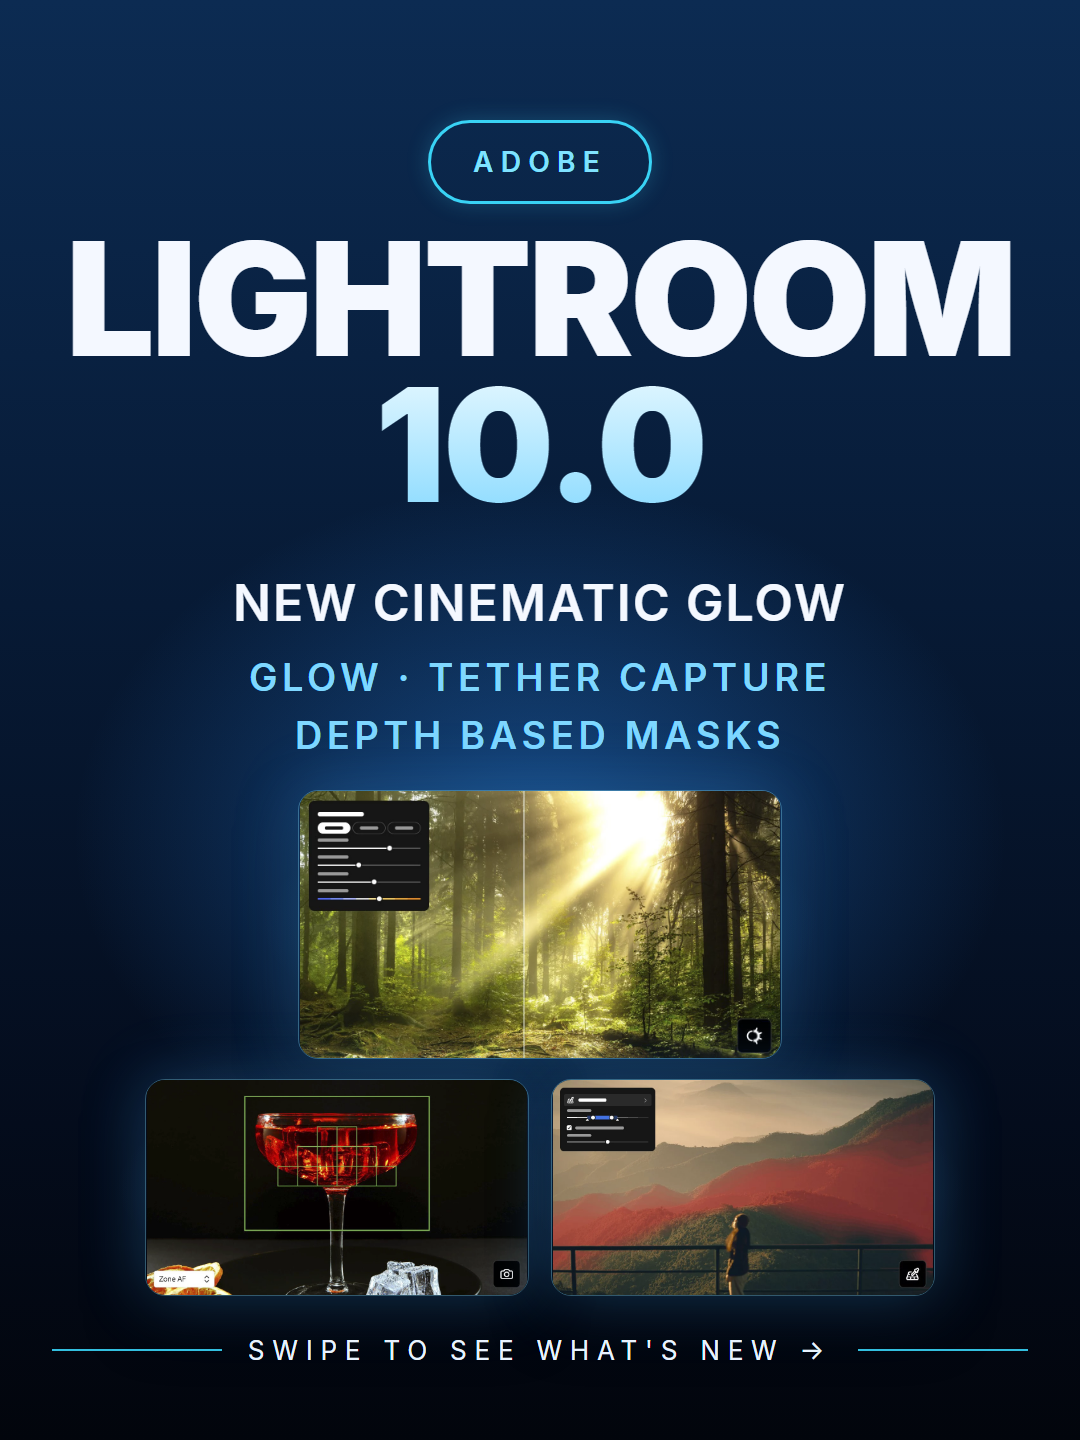 ADOBE
LIGHTROOM
10.0
NEW CINEMATIC GLOW
GLOW · TETHER CAPTURE
DEPTH BASED MASKS
Zone AF
SWIPE TO SEE WHAT'S NEW →